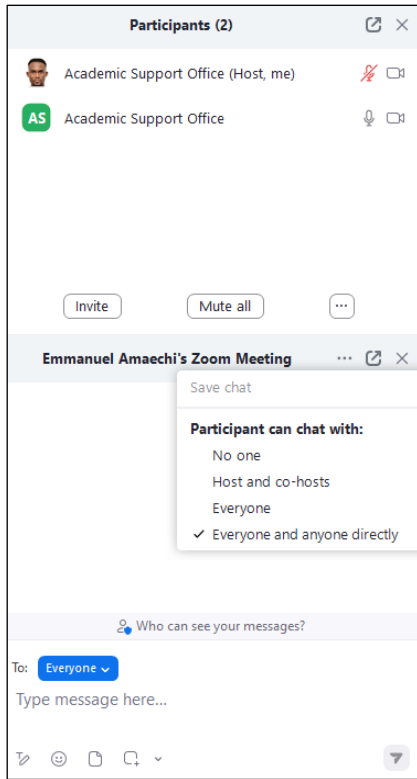 Participants (2)
Academic Support Office (Host, me)
AS Academic Support Office
Invite Mute all ...
Emmanuel Amaechi's Zoom Meeting ...
Save chat
Participant can chat with:
No one
Host and co-hosts
Everyone
✓ Everyone and anyone directly
Who can see your messages?
To: Everyone
Type message here...